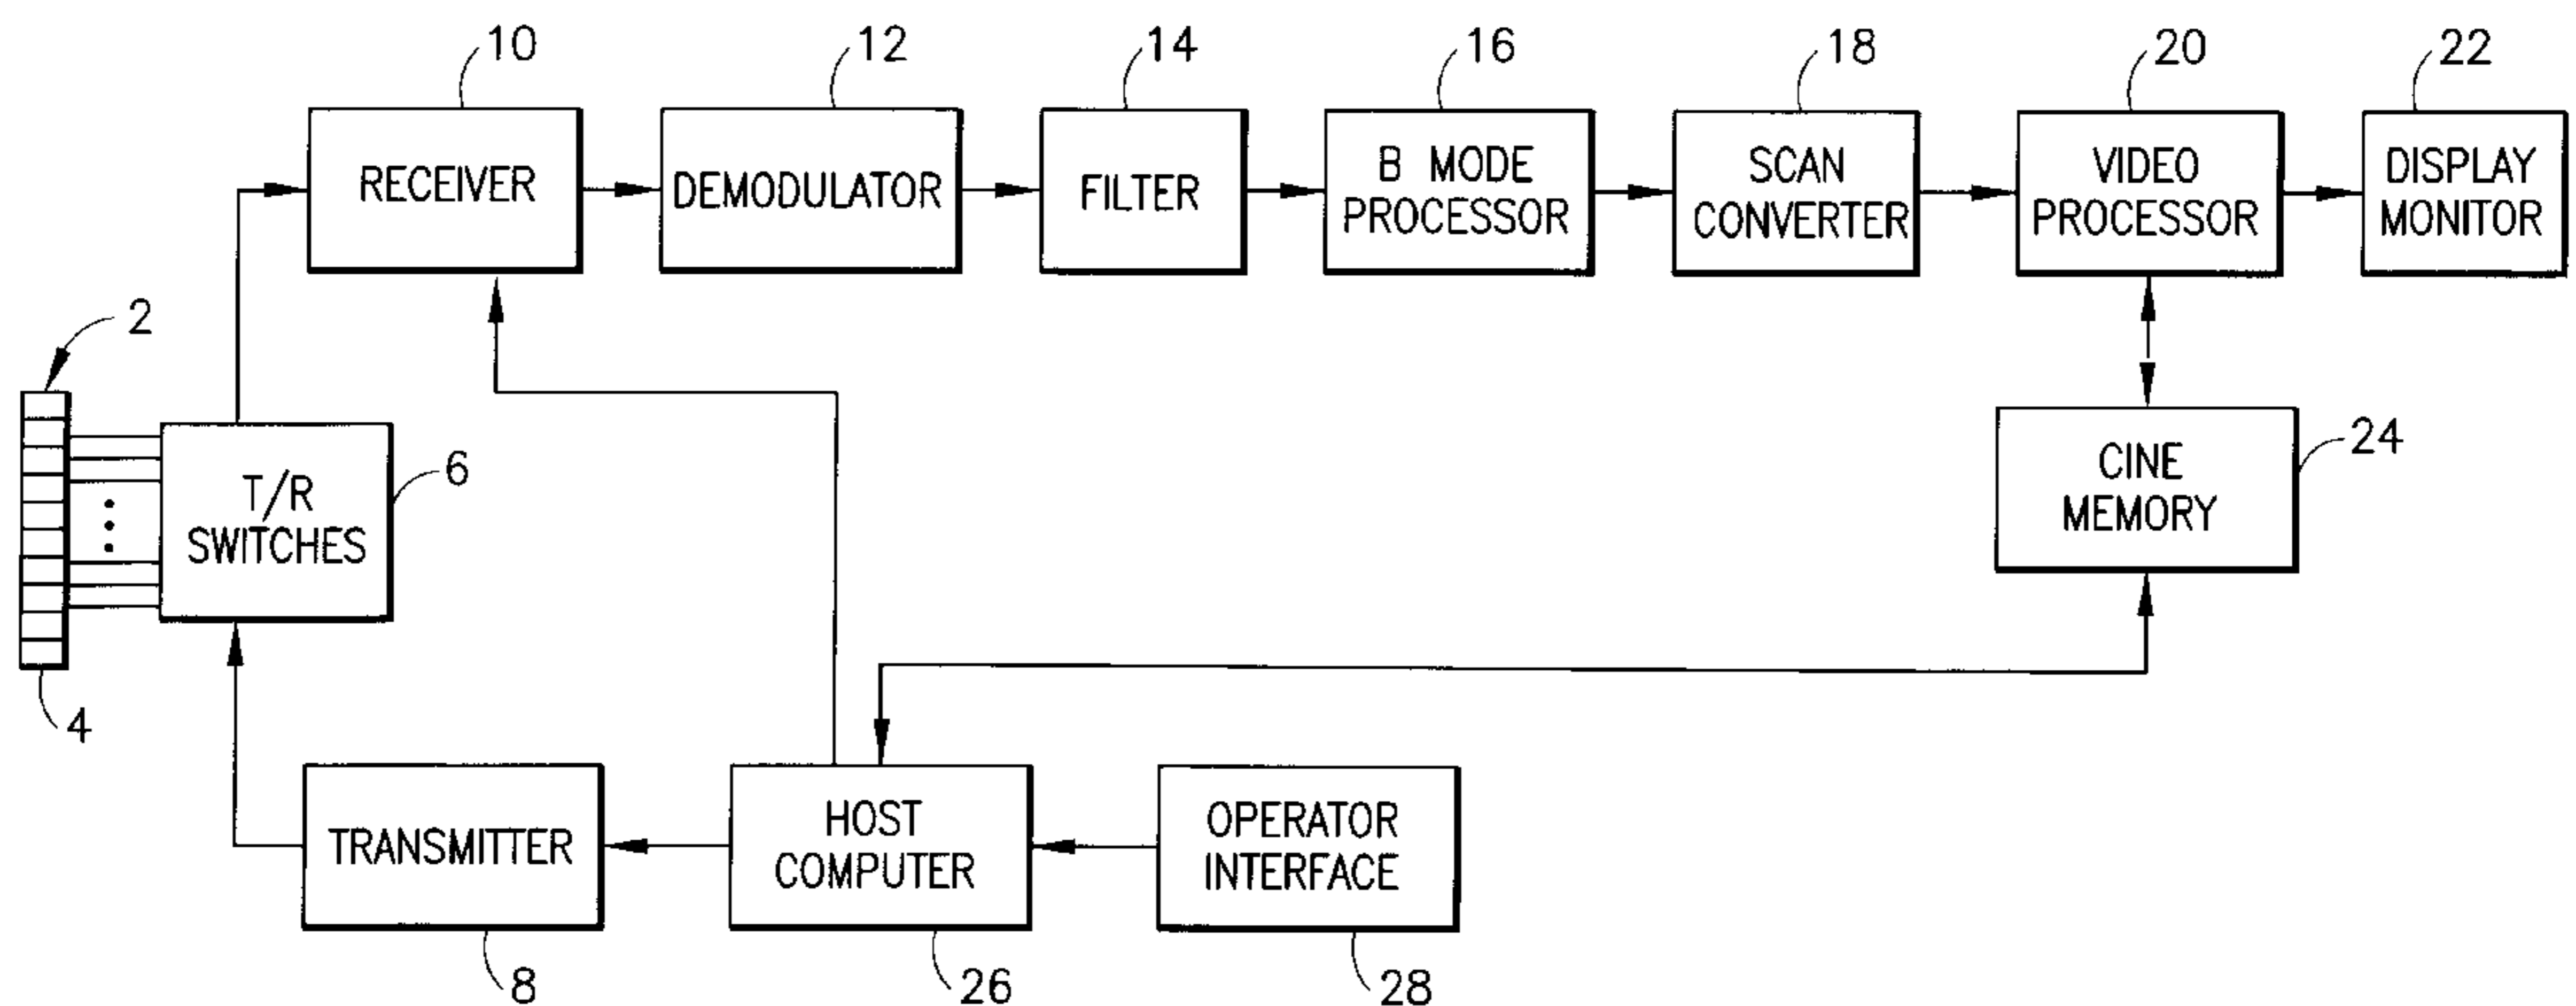 10
12
14
16
18
20
22
RECEIVER
DEMODULATOR
FILTER
B MODE
PROCESSOR
SCAN
CONVERTER
VIDEO
PROCESSOR
DISPLAY
MONITOR
2
T/R
SWITCHES
6
CINE
MEMORY
24
4
TRANSMITTER
HOST
COMPUTER
OPERATOR
INTERFACE
8
26
28